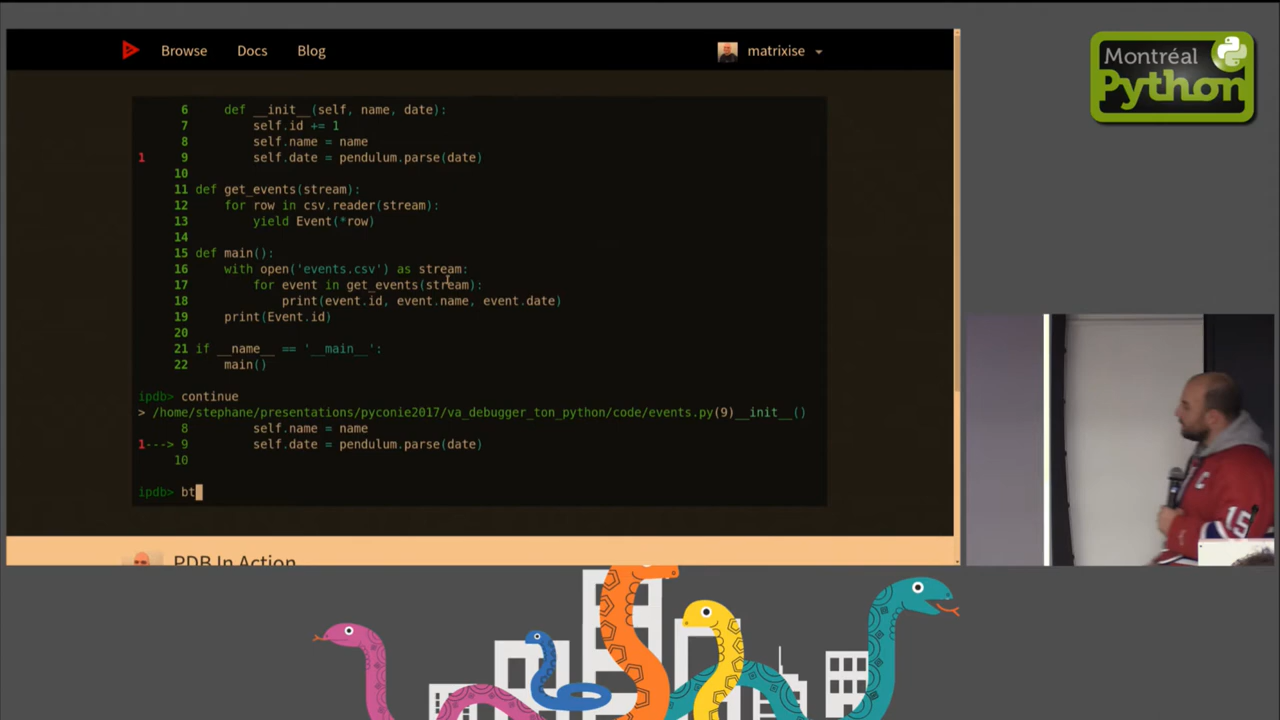 Browse Docs Blog matrixise
6 def __init__(self, name, date):
7 self.id += 1
8 self.name = name
1 9 self.date = pendulum.parse(date)
10
11 def get_events(stream):
12 for row in csv.reader(stream):
13 yield Event(*row)
14
15 def main():
16 with open('events.csv') as stream:
17 for event in get_events(stream):
18 print(event.id, event.name, event.date)
19 print(Event.id)
20
21 if __name__ == '__main__':
22 main()
ipdb> continue
> /home/stephane/presentations/pyconie2017/va_debugger_ton_python/code/events.py(9)__init__()
8 self.name = name
1---> 9 self.date = pendulum.parse(date)
10
ipdb> bt
PDB In Action
Montréal
Python
C
15